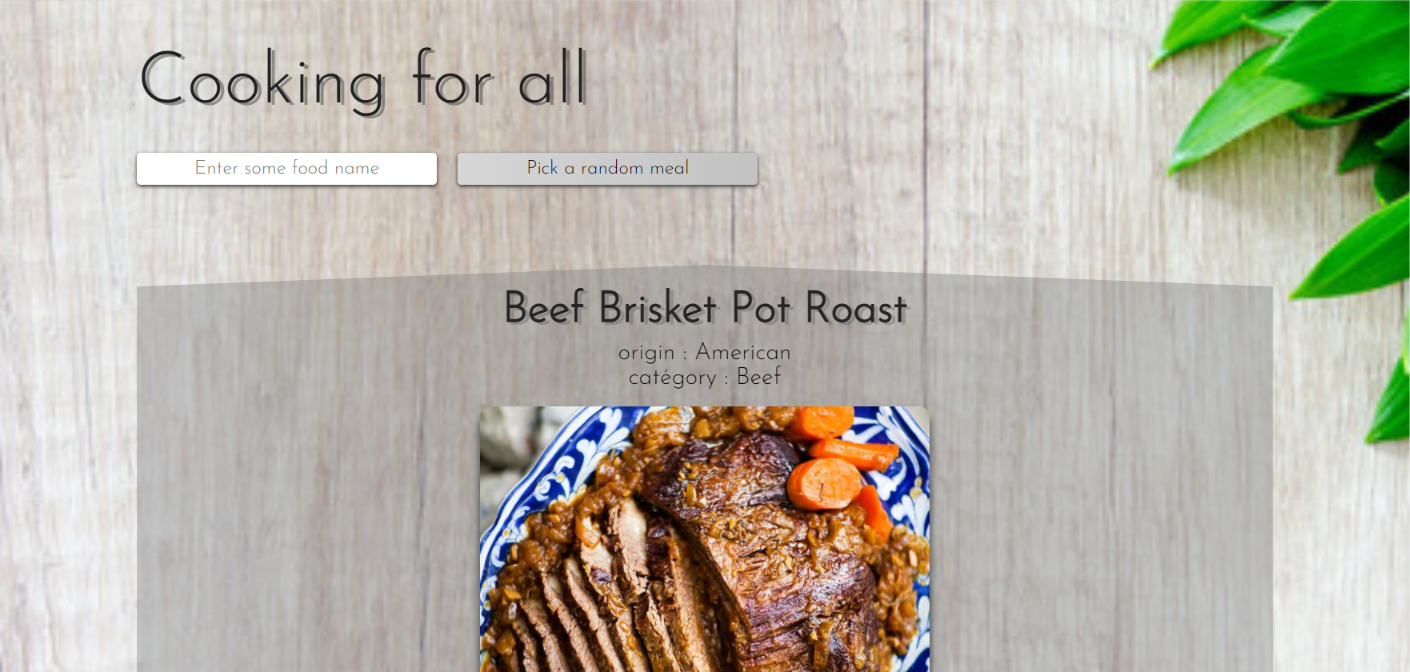 Cooking for all
Enter some food name
Pick a random meal
Beef Brisket Pot Roast
origin : American
catégory : Beef